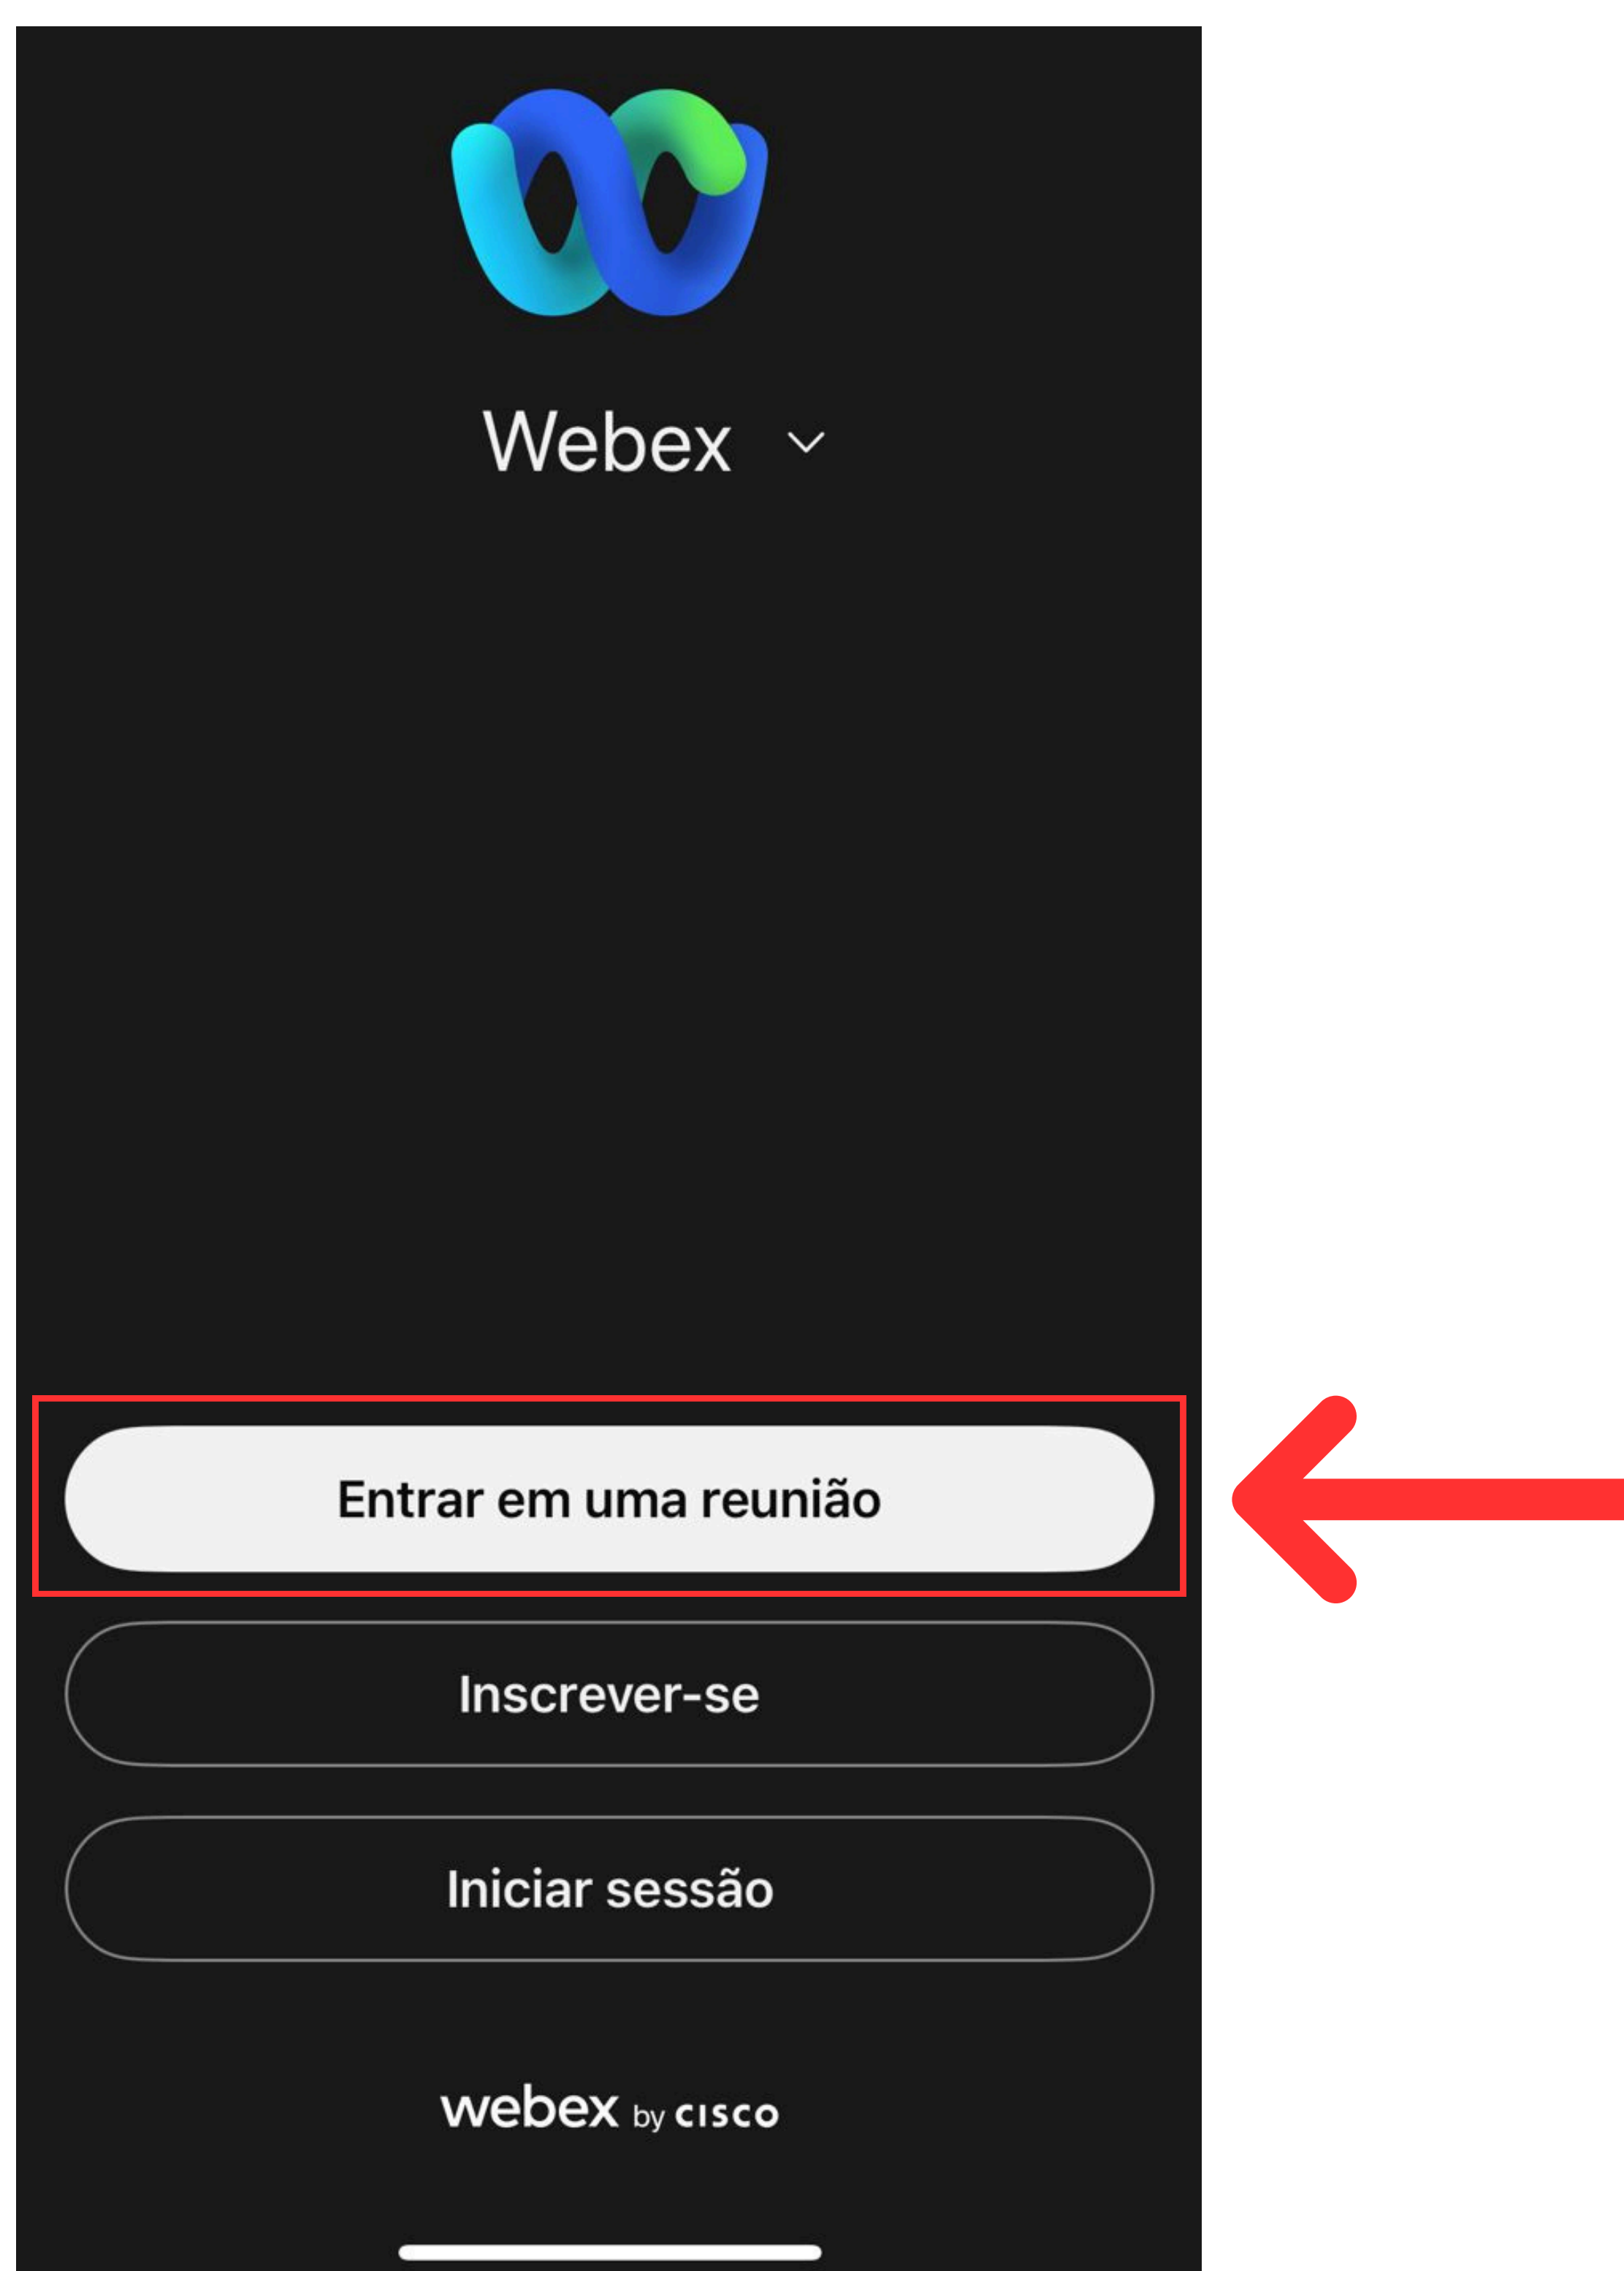 Webex
Entrar em uma reunião
Inscrever-se
Iniciar sessão
webex by CISCO